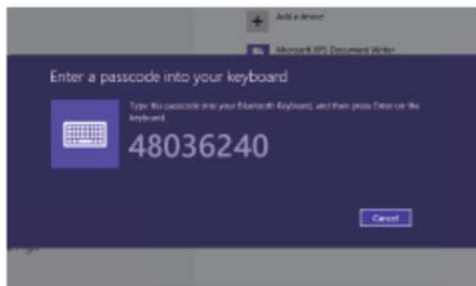 Add a device
Microsoft XPS Document Writer
Enter a passcode into your keyboard
Type this passcode into your Bluetooth Keyboard, and then press Enter on the
keyboard.
48036240
Cancel